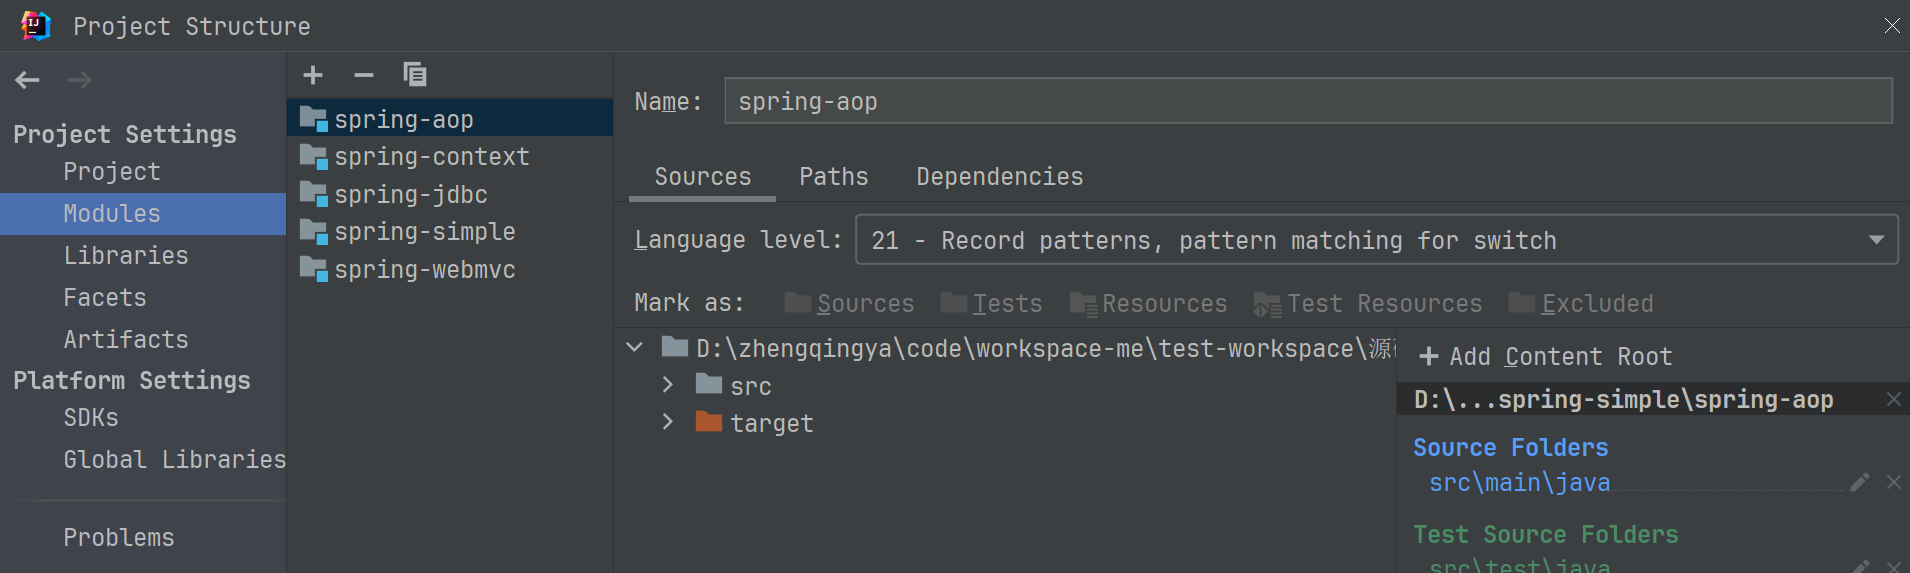 Project Structure
Project Settings
Project
Modules
Libraries
Facets
Artifacts
Platform Settings
SDKs
Global Libraries
Problems
spring-aop
spring-context
spring-jdbc
spring-simple
spring-webmvc
Name: spring-aop
Sources Paths Dependencies
Language level: 21 - Record patterns, pattern matching for switch
Mark as: Sources Tests Resources Test Resources Excluded
D:\zhengqingya\code\workspace-me\test-workspace\源
src
target
Add Content Root
D:\...spring-simple\spring-aop
Source Folders
src\main\java
Test Source Folders
src\test\java